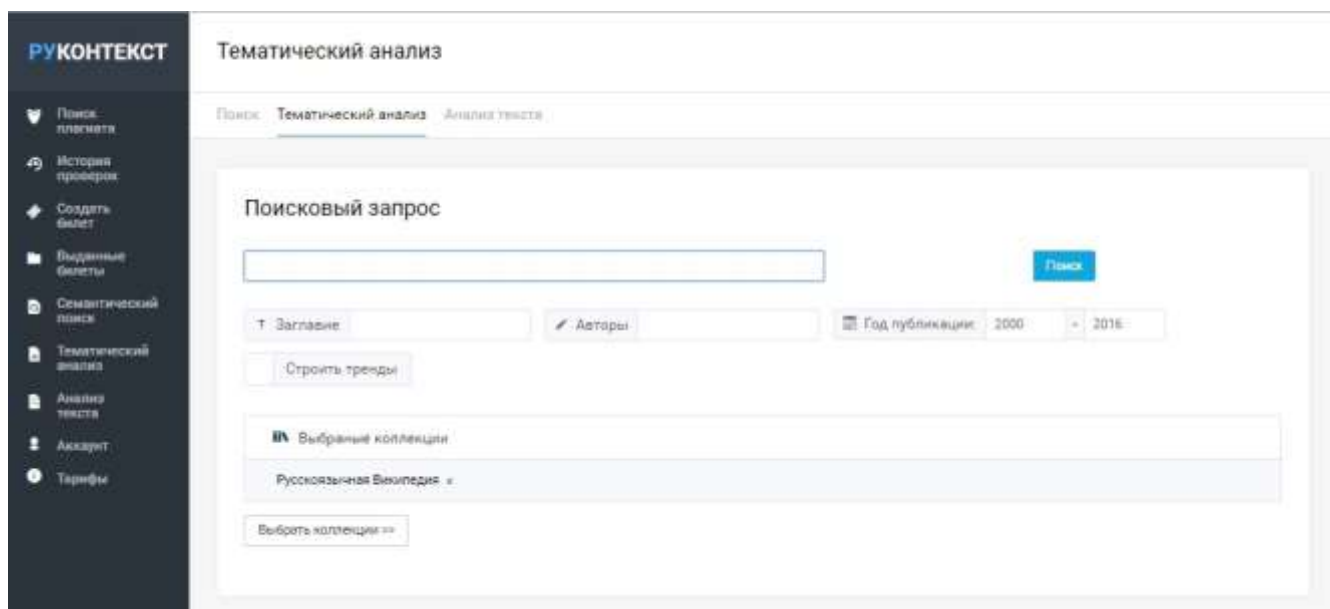 РУКОНТЕКСТ
Поиск
плагиата
История
проверок
Создать
билет
Выданные
билеты
Семантический
поиск
Тематический
анализ
Анализ
текста
Аккаунт
Тарифы
Тематический анализ
Поиск Тематический анализ Анализ текста
Поисковый запрос
Поиск
Заглавие Авторы Год публикации: 2000 - 2016
Строить тренды
Выбраные коллекции
Русскоязычная Википедия x
Выбрать коллекции >>